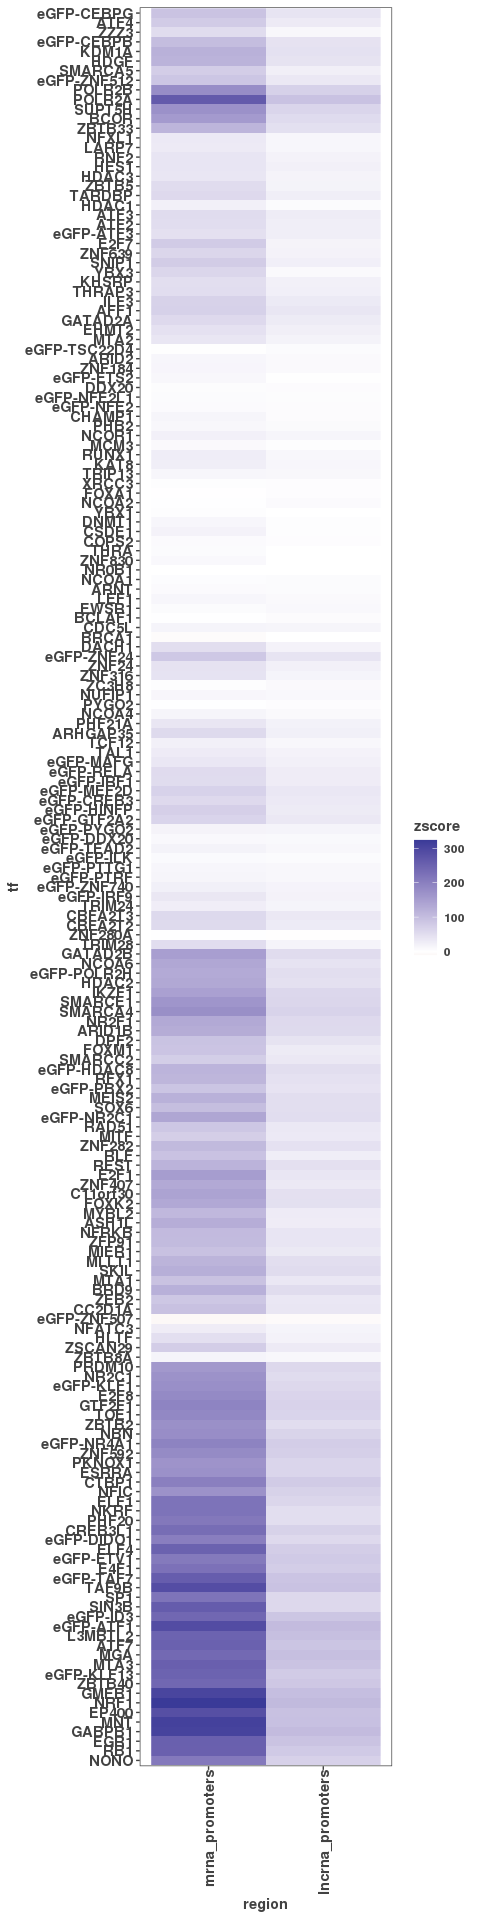 eGFP-CEBPG
ATF4
ZZZ3
eGFP-CEBPB
KDM1A
HDGF
SMARCA5
eGFP-ZNF512
POLR2B
POLR2A
SUPT5H
BCOR
ZBTB33
NFXL1
LARP7
RNF2
HES1
HDAC3
ZBTB5
TARDBP
HDAC1
ATF3
ATF2
eGFP-ATF3
E2F7
ZNF639
SNIP1
YBX3
KHSRP
THRAP3
ILF3
AFF1
GATAD2A
EHMT2
MTA2
eGFP-TSC22D4
ARID2
ZNF184
eGFP-ETS2
DDX20
eGFP-NFE2L1
eGFP-NFE2
CHAMP1
PHB2
NCOR1
MCM3
RUNX1
KAT8
TRIP13
XRCC3
FOXA1
NCOA2
YBX1
DNMT1
CSDE1
COPS2
THRA
ZNF830
NR0B1
NCOA1
ARNT
LEF1
EWSR1
BCLAF1
CDC5L
BRCA1
DACH1
eGFP-ZNF24
ZNF24
ZNF316
ZC3H8
NUFIP1
PYGO2
NCOA4
PHF21A
ARHGAP35
TCF12
TAL1
eGFP-MAFG
eGFP-RELA
eGFP-IRF1
eGFP-MEF2D
eGFP-CREB3
eGFP-HINFP
eGFP-GTF2A2
eGFP-PYGO2
eGFP-DDX20
eGFP-TEAD2
eGFP-ILK
eGFP-PTTG1
eGFP-PTRF
eGFP-ZNF740
eGFP-IRF9
TRIM24
CBFA2T3
CBFA2T2
ZNF280A
TRIM28
GATAD2B
NCOA6
eGFP-POLR2H
HDAC2
IKZF1
SMARCE1
SMARCA4
NR2F1
ARID1B
DPF2
FOXM1
SMARCC2
eGFP-HDAC8
RFX1
eGFP-PBX2
MEIS2
SOX6
eGFP-NR2C1
RAD51
MITF
ZNF282
RLF
REST
E2F1
ZNF407
C11orf30
FOXK2
MYBL2
ASH1L
NFRKB
ZFP91
MIER1
MLLT1
SKIL
MTA1
BRD9
ZEB2
CC2D1A
eGFP-ZNF507
NFATC3
HLTF
ZSCAN29
ZBTB8A
PRDM10
NR2C1
eGFP-KLF1
E2F8
GTF2F1
TOE1
ZBTB2
NBN
eGFP-NR4A1
ZNF592
PKNOX1
ESRRA
CTBP1
NFIC
ELF1
NKRF
PHF20
CREB3L1
eGFP-DIDO1
ELF4
eGFP-ETV1
E4F1
eGFP-TAF7
TAF9B
SP1
SIN3B
eGFP-ID3
eGFP-ATF1
L3MBTL2
ATF7
MGA
MTA3
eGFP-KLF13
ZBTB40
GMEB1
NRF1
EP400
MNT
GABPB1
EGR1
RB1
NONO
tf
mrna_promoters
lncrna_promoters
region
zscore
300
200
100
0